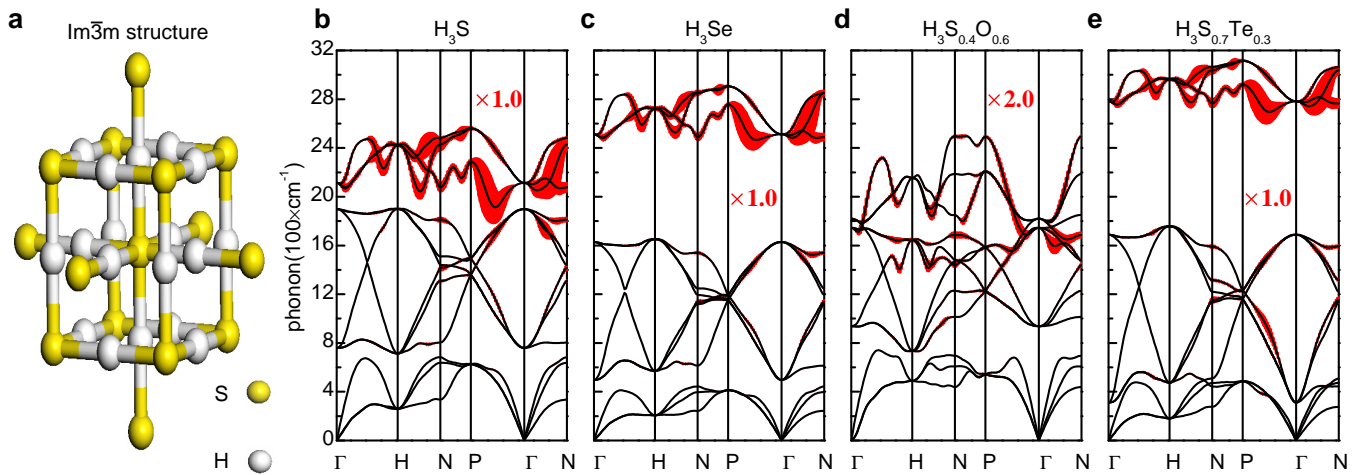 a
Im3̄m structure
S
H
b
H₃S
phonon(100×cm⁻¹)
32
28
24
20
16
12
8
4
0
×1.0
Γ H N P Γ N
c
H₃Se
×1.0
Γ H N P Γ N
d
H₃S₀.₄O₀.₆
×2.0
Γ H N P Γ N
e
H₃S₀.₇Te₀.₃
×1.0
Γ H N P Γ N